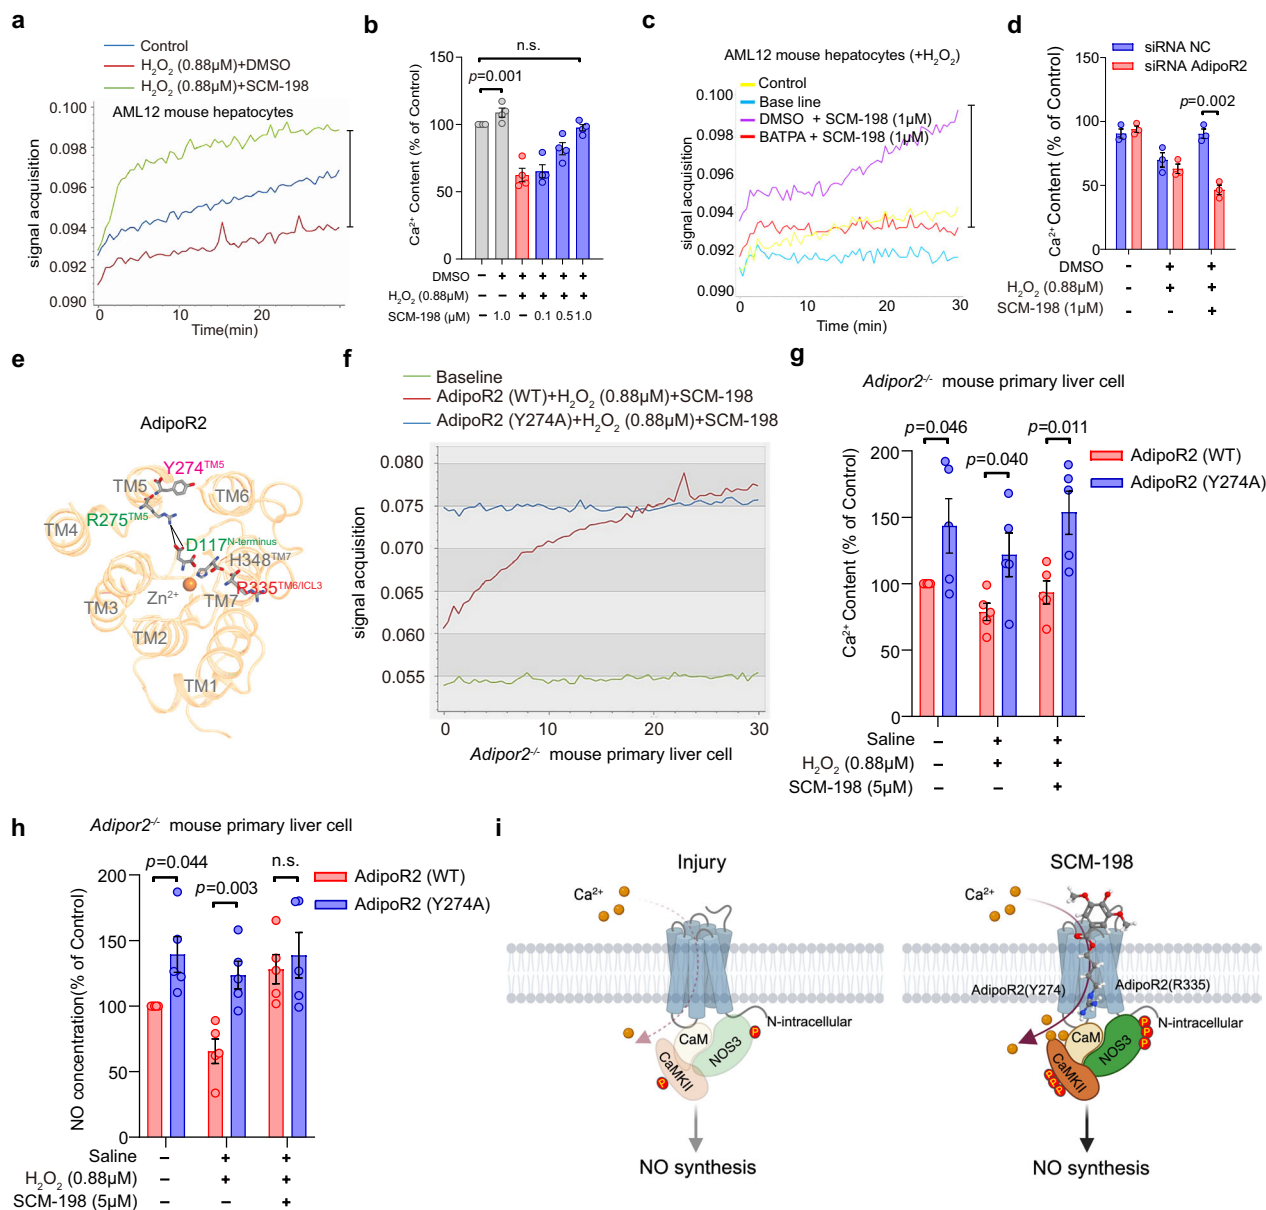 a
Control
H₂O₂ (0.88µM)+DMSO
H₂O₂ (0.88µM)+SCM-198
AML12 mouse hepatocytes
signal acquisition
0.100
0.098
0.096
0.094
0.092
0.090
0
10
20
Time(min)
b
n.s.
p=0.001
Ca²⁺ Content (% of Control)
150
100
50
0
DMSO − + + + + +
H₂O₂ (0.88µM) − − + + + +
SCM-198 (µM) − 1.0 − 0.1 0.5 1.0
c
AML12 mouse hepatocytes (+H₂O₂)
Control
Base line
DMSO + SCM-198 (1µM)
BATPA + SCM-198 (1µM)
signal acquisition
0.100
0.098
0.096
0.094
0.092
0.090
0
10
20
30
Time (min)
d
siRNA NC
siRNA AdipoR2
p=0.002
Ca²⁺ Content (% of Control)
150
100
50
0
DMSO - + +
H₂O₂ (0.88µM) - + +
SCM-198 (1µM) - - +
e
AdipoR2
Y274ᵀᴹ⁵
TM5
TM6
R275ᵀᴹ⁵
TM4
D117ᴺ⁻ᵗᵉʳᵐⁱⁿᵘˢ
H348ᵀᴹ⁷
R335ᵀᴹ⁶/ᴵᶜᴸ³
Zn²⁺
TM7
TM3
TM2
TM1
f
Baseline
AdipoR2 (WT)+H₂O₂ (0.88µM)+SCM-198
AdipoR2 (Y274A)+H₂O₂ (0.88µM)+SCM-198
signal acquisition
0.080
0.075
0.070
0.065
0.060
0.055
0
10
20
30
Adipor2⁻/⁻ mouse primary liver cell
g
Adipor2⁻/⁻ mouse primary liver cell
p=0.046
p=0.040
p=0.011
AdipoR2 (WT)
AdipoR2 (Y274A)
Ca²⁺ Content (% of Control)
200
150
100
50
0
Saline − + +
H₂O₂ (0.88µM) − + +
SCM-198 (5µM) − − +
h
Adipor2⁻/⁻ mouse primary liver cell
p=0.044
p=0.003
n.s.
AdipoR2 (WT)
AdipoR2 (Y274A)
NO concentration(% of Control)
200
150
100
50
0
Saline − + +
H₂O₂ (0.88µM) − + +
SCM-198 (5µM) − − +
i
Injury
Ca²⁺
N-intracellular
CaM
NOS3
CaMKII
P
P
NO synthesis
SCM-198
Ca²⁺
AdipoR2(Y274)
AdipoR2(R335)
N-intracellular
CaM
NOS3
CaMKII
P
P
P
P
P
P
NO synthesis